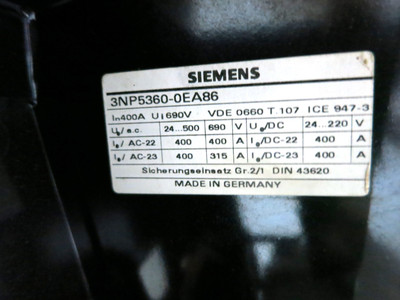 SIEMENS
3NP5360-0EA86
In400A Ui690V VDE 0660 T.107 ICE 947-3
Ue/a.c. 24...500 690 V Ue/DC 24...220 V
Ie/ AC-22 400 400 A Ie/DC-22 400 A
Ie/ AC-23 400 315 A Ie/DC-23 400 A
Sicherungseinsatz Gr.2/1 DIN 43620
MADE IN GERMANY